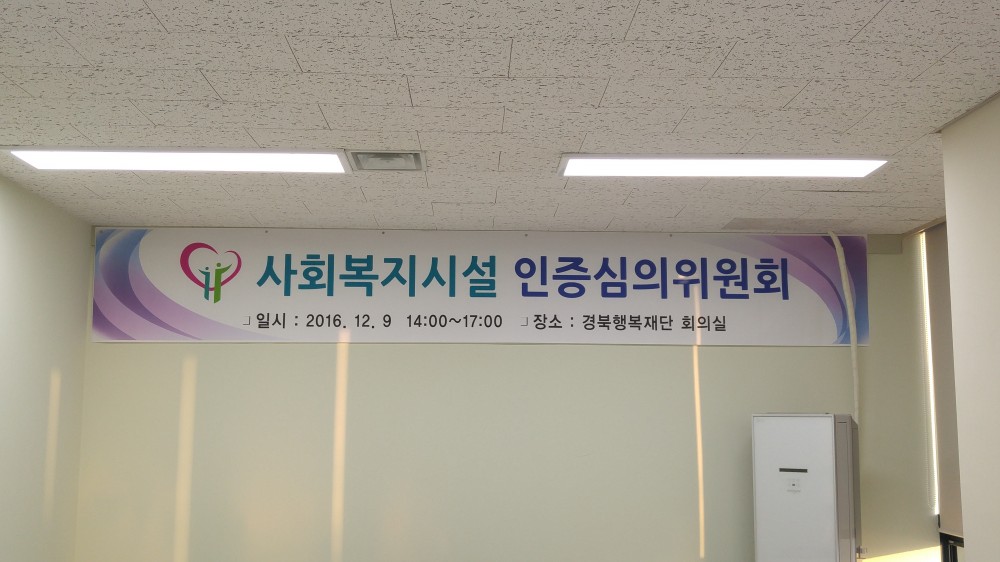 사회복지시설 인증심의위원회
일시 : 2016. 12. 9 14:00~17:00 장소 : 경북행복재단 회의실